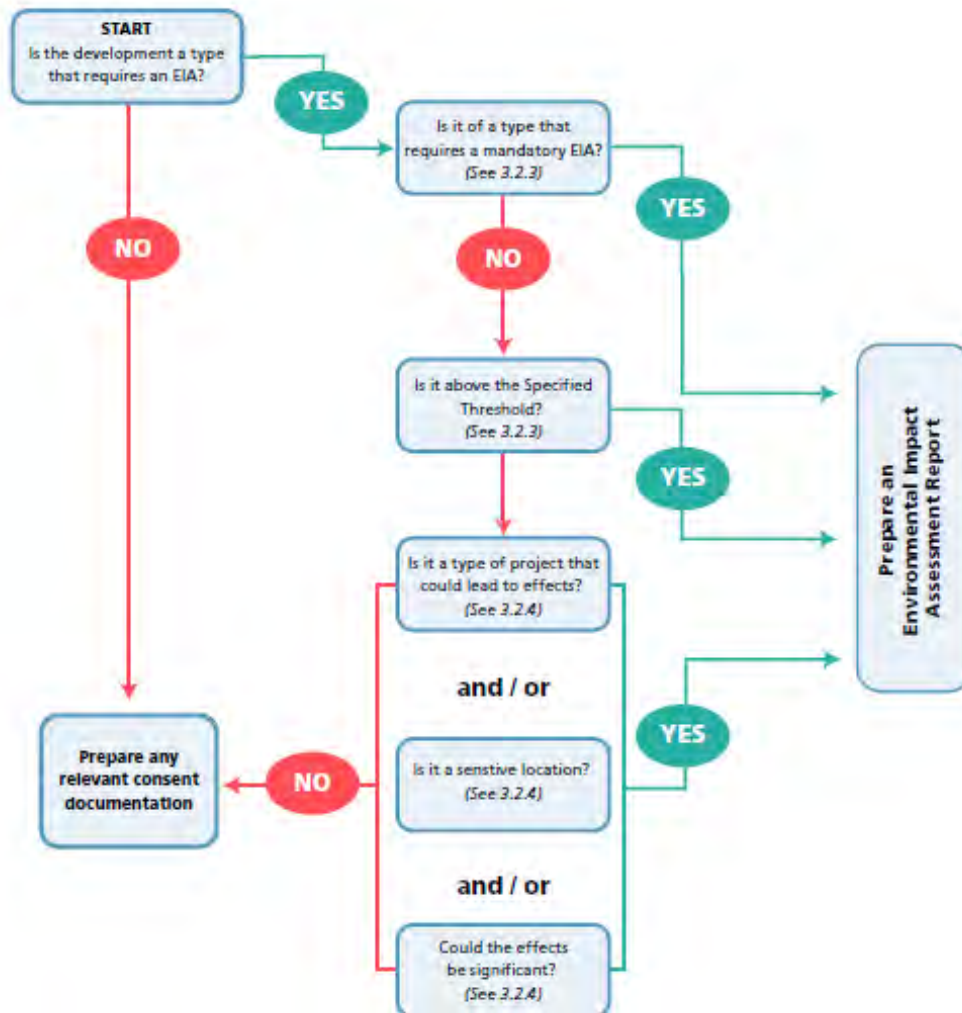 START
Is the development a type
that requires an EIA?
YES
Is it of a type that
requires a mandatory EIA?
(See 3.2.3)
YES
NO
NO
Is it above the Specified
Threshold?
(See 3.2.3)
YES
Prepare an
Environmental Impact
Assessment Report
Is it a type of project that
could lead to effects?
(See 3.2.4)
and / or
YES
Prepare any
relevant consent
documentation
NO
Is it a senstive location?
(See 3.2.4)
and / or
Could the effects
be significant?
(See 3.2.4)